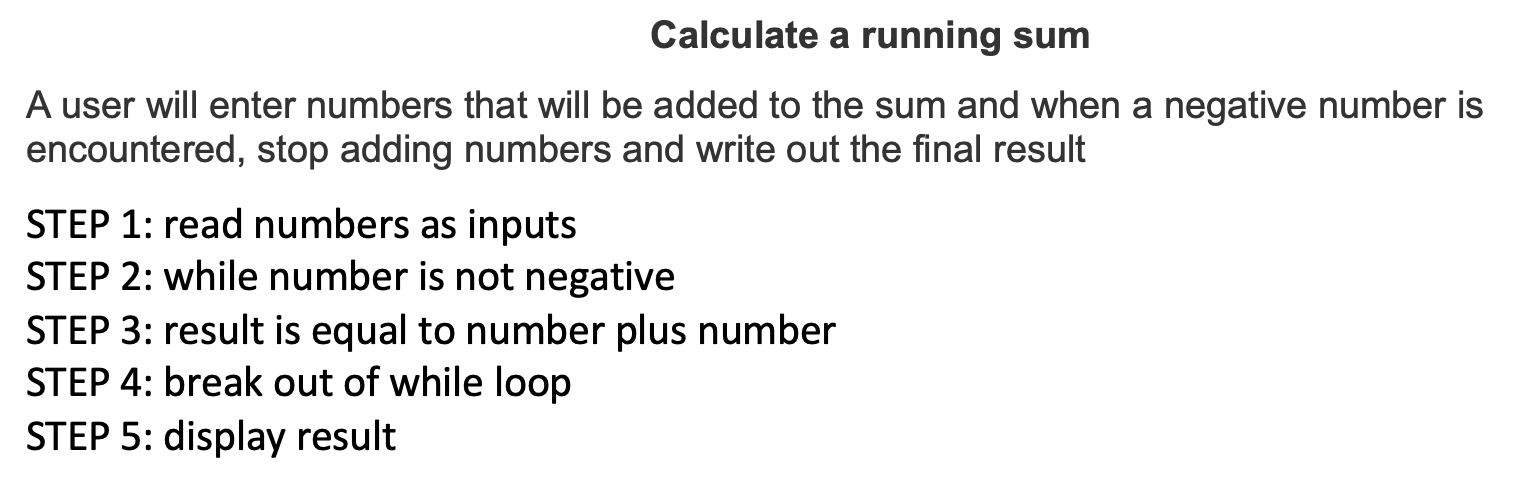 Calculate a running sum
A user will enter numbers that will be added to the sum and when a negative number is
encountered, stop adding numbers and write out the final result
STEP 1: read numbers as inputs
STEP 2: while number is not negative
STEP 3: result is equal to number plus number
STEP 4: break out of while loop
STEP 5: display result